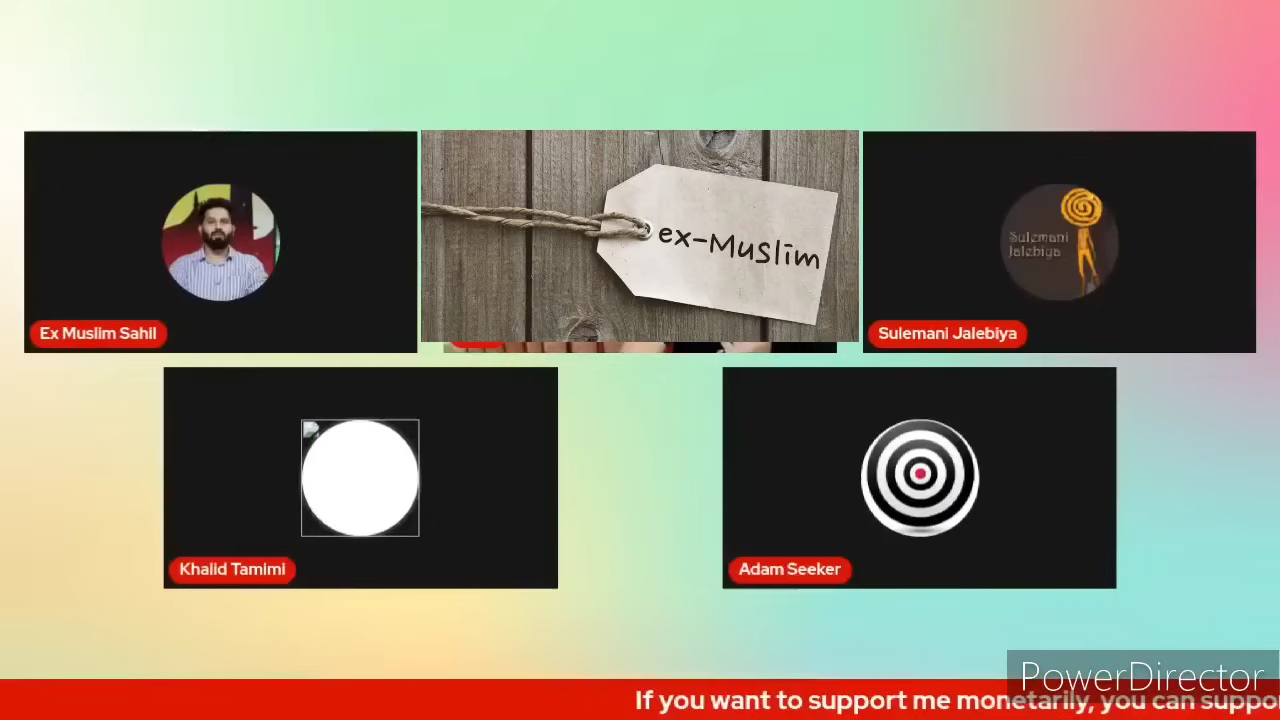 ex-Muslim
Sulemani
Jalebiya
Ex Muslim Sahil
Sulemani Jalebiya
Khalid Tamimi
Adam Seeker
PowerDirector
If you want to support me monetarily, you can suppo